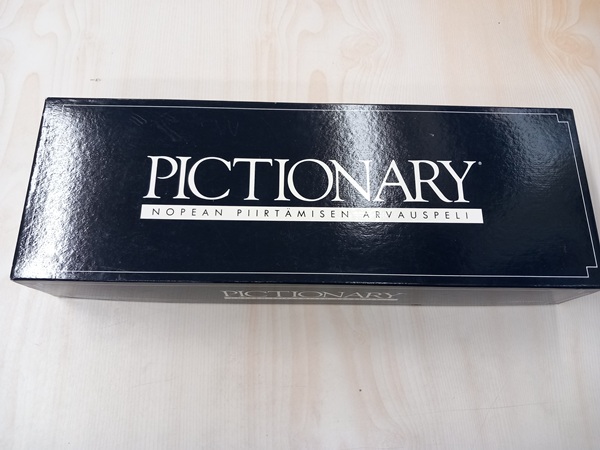 PICTIONARY®
NOPEAN PIIRTÄMISEN ARVAUSPELI
PICTIONARY